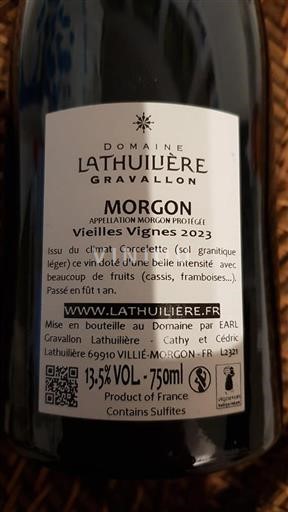 DOMAINE
LATHUILIÈRE
GRAVALLON
MORGON
APPELLATION MORGON PROTÉGÉE
Vieilles Vignes 2023
Issu du climat Corcelette (sol granitique
léger) ce vin doté d'une belle intensité avec
beaucoup de fruits (cassis, framboises...).
Passé en fût 1 an.
WWW.LATHUILIÈRE.FR
Mise en bouteille au Domaine par EARL
Gravallon Lathuilière - Cathy et Cédric
Lathuilière 69910 VILLIÉ-MORGON - FR L2321
13.5% VOL. - 750ml
Product of France
Contains Sulfites